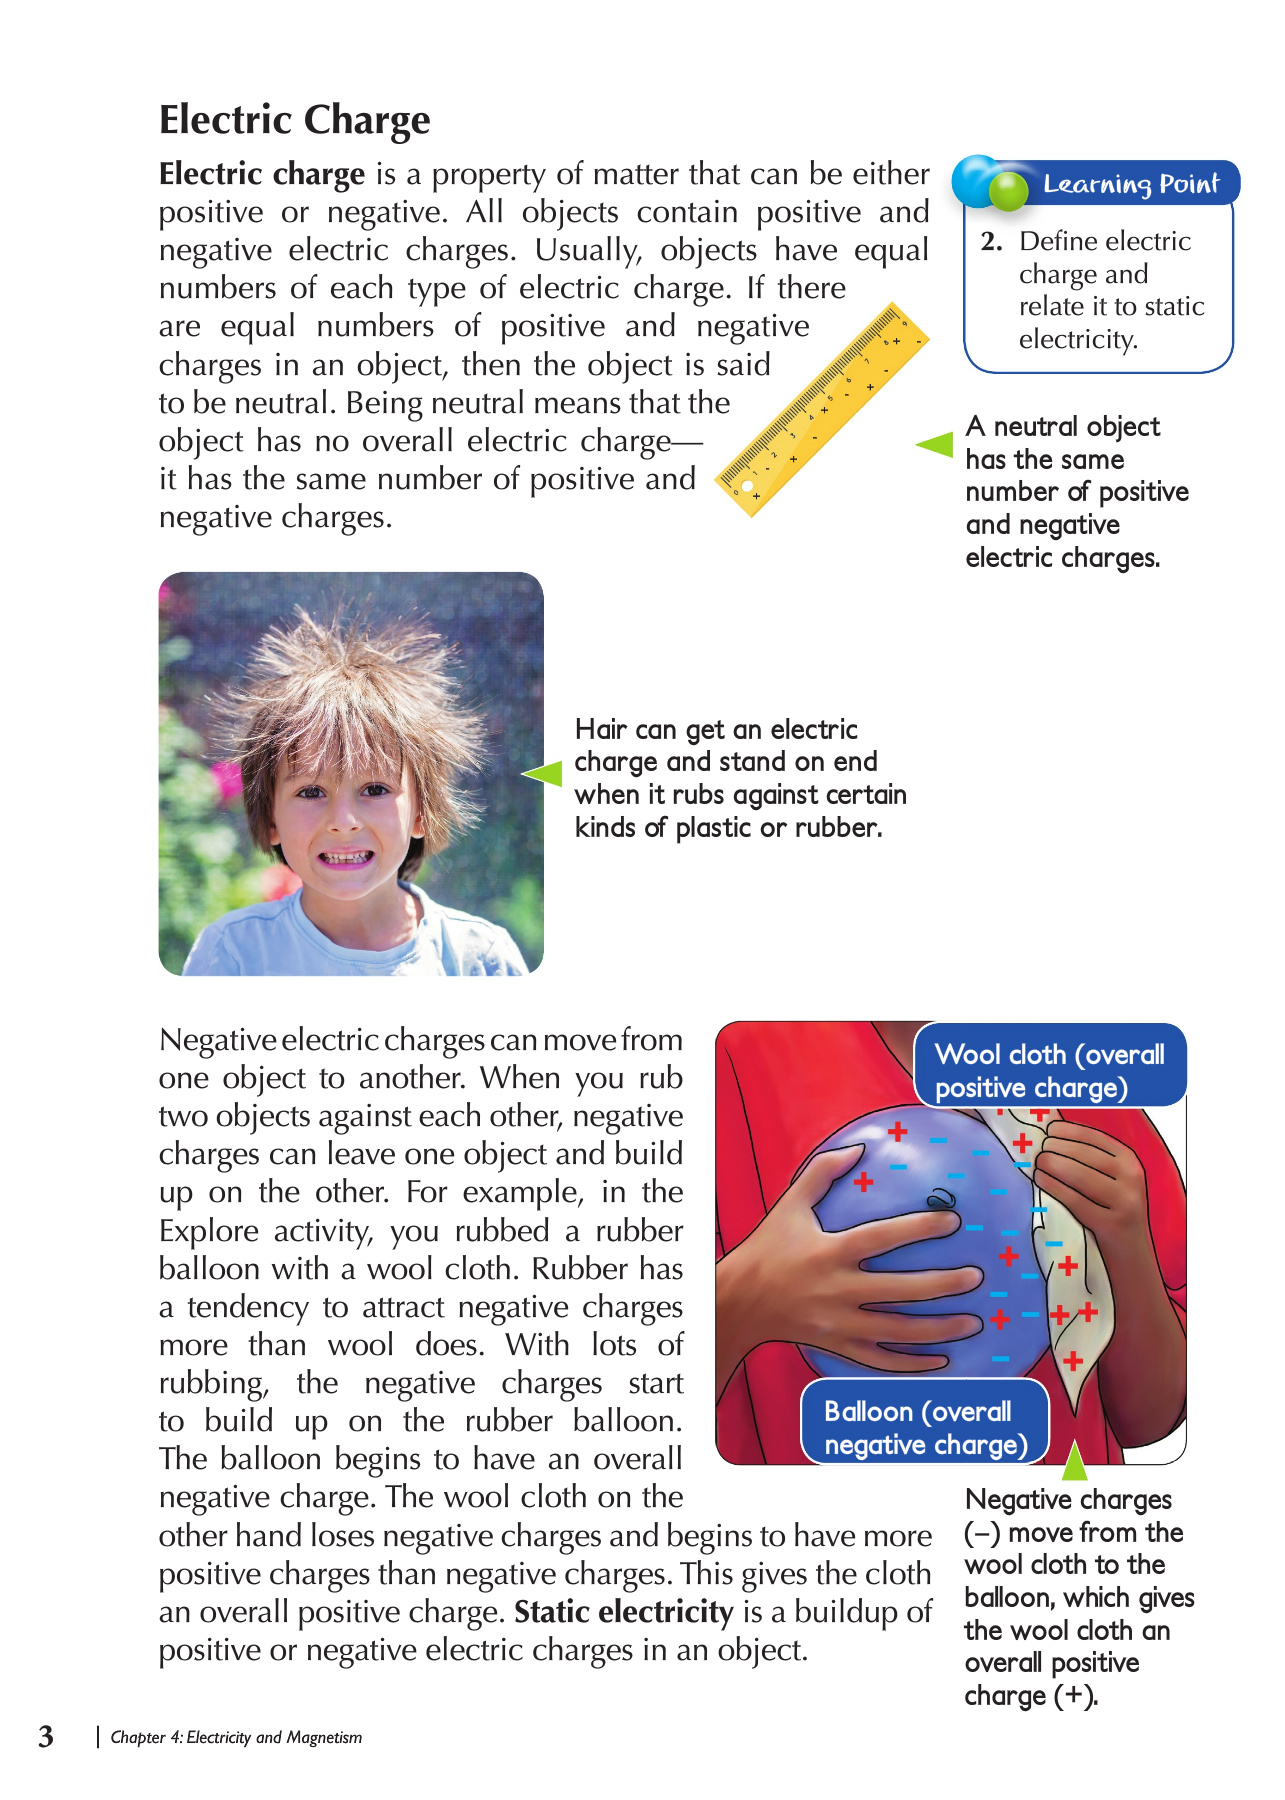 Electric Charge
Electric charge is a property of matter that can be either
positive or negative. All objects contain positive and
negative electric charges. Usually, objects have equal
numbers of each type of electric charge. If there
are equal numbers of positive and negative
charges in an object, then the object is said
to be neutral. Being neutral means that the
object has no overall electric charge—
it has the same number of positive and
negative charges.
Learning Point
2. Define electric
charge and
relate it to static
electricity.
0 1 2 3 4 5 6 7 8 9
+ - + - + - + - + -
A neutral object
has the same
number of positive
and negative
electric charges.
Hair can get an electric
charge and stand on end
when it rubs against certain
kinds of plastic or rubber.
Negative electric charges can move from
one object to another. When you rub
two objects against each other, negative
charges can leave one object and build
up on the other. For example, in the
Explore activity, you rubbed a rubber
balloon with a wool cloth. Rubber has
a tendency to attract negative charges
more than wool does. With lots of
rubbing, the negative charges start
to build up on the rubber balloon.
The balloon begins to have an overall
negative charge. The wool cloth on the
other hand loses negative charges and begins to have more
positive charges than negative charges. This gives the cloth
an overall positive charge. Static electricity is a buildup of
positive or negative electric charges in an object.
Wool cloth (overall
positive charge)
Balloon (overall
negative charge)
Negative charges
(–) move from the
wool cloth to the
balloon, which gives
the wool cloth an
overall positive
charge (+).
3 | Chapter 4: Electricity and Magnetism